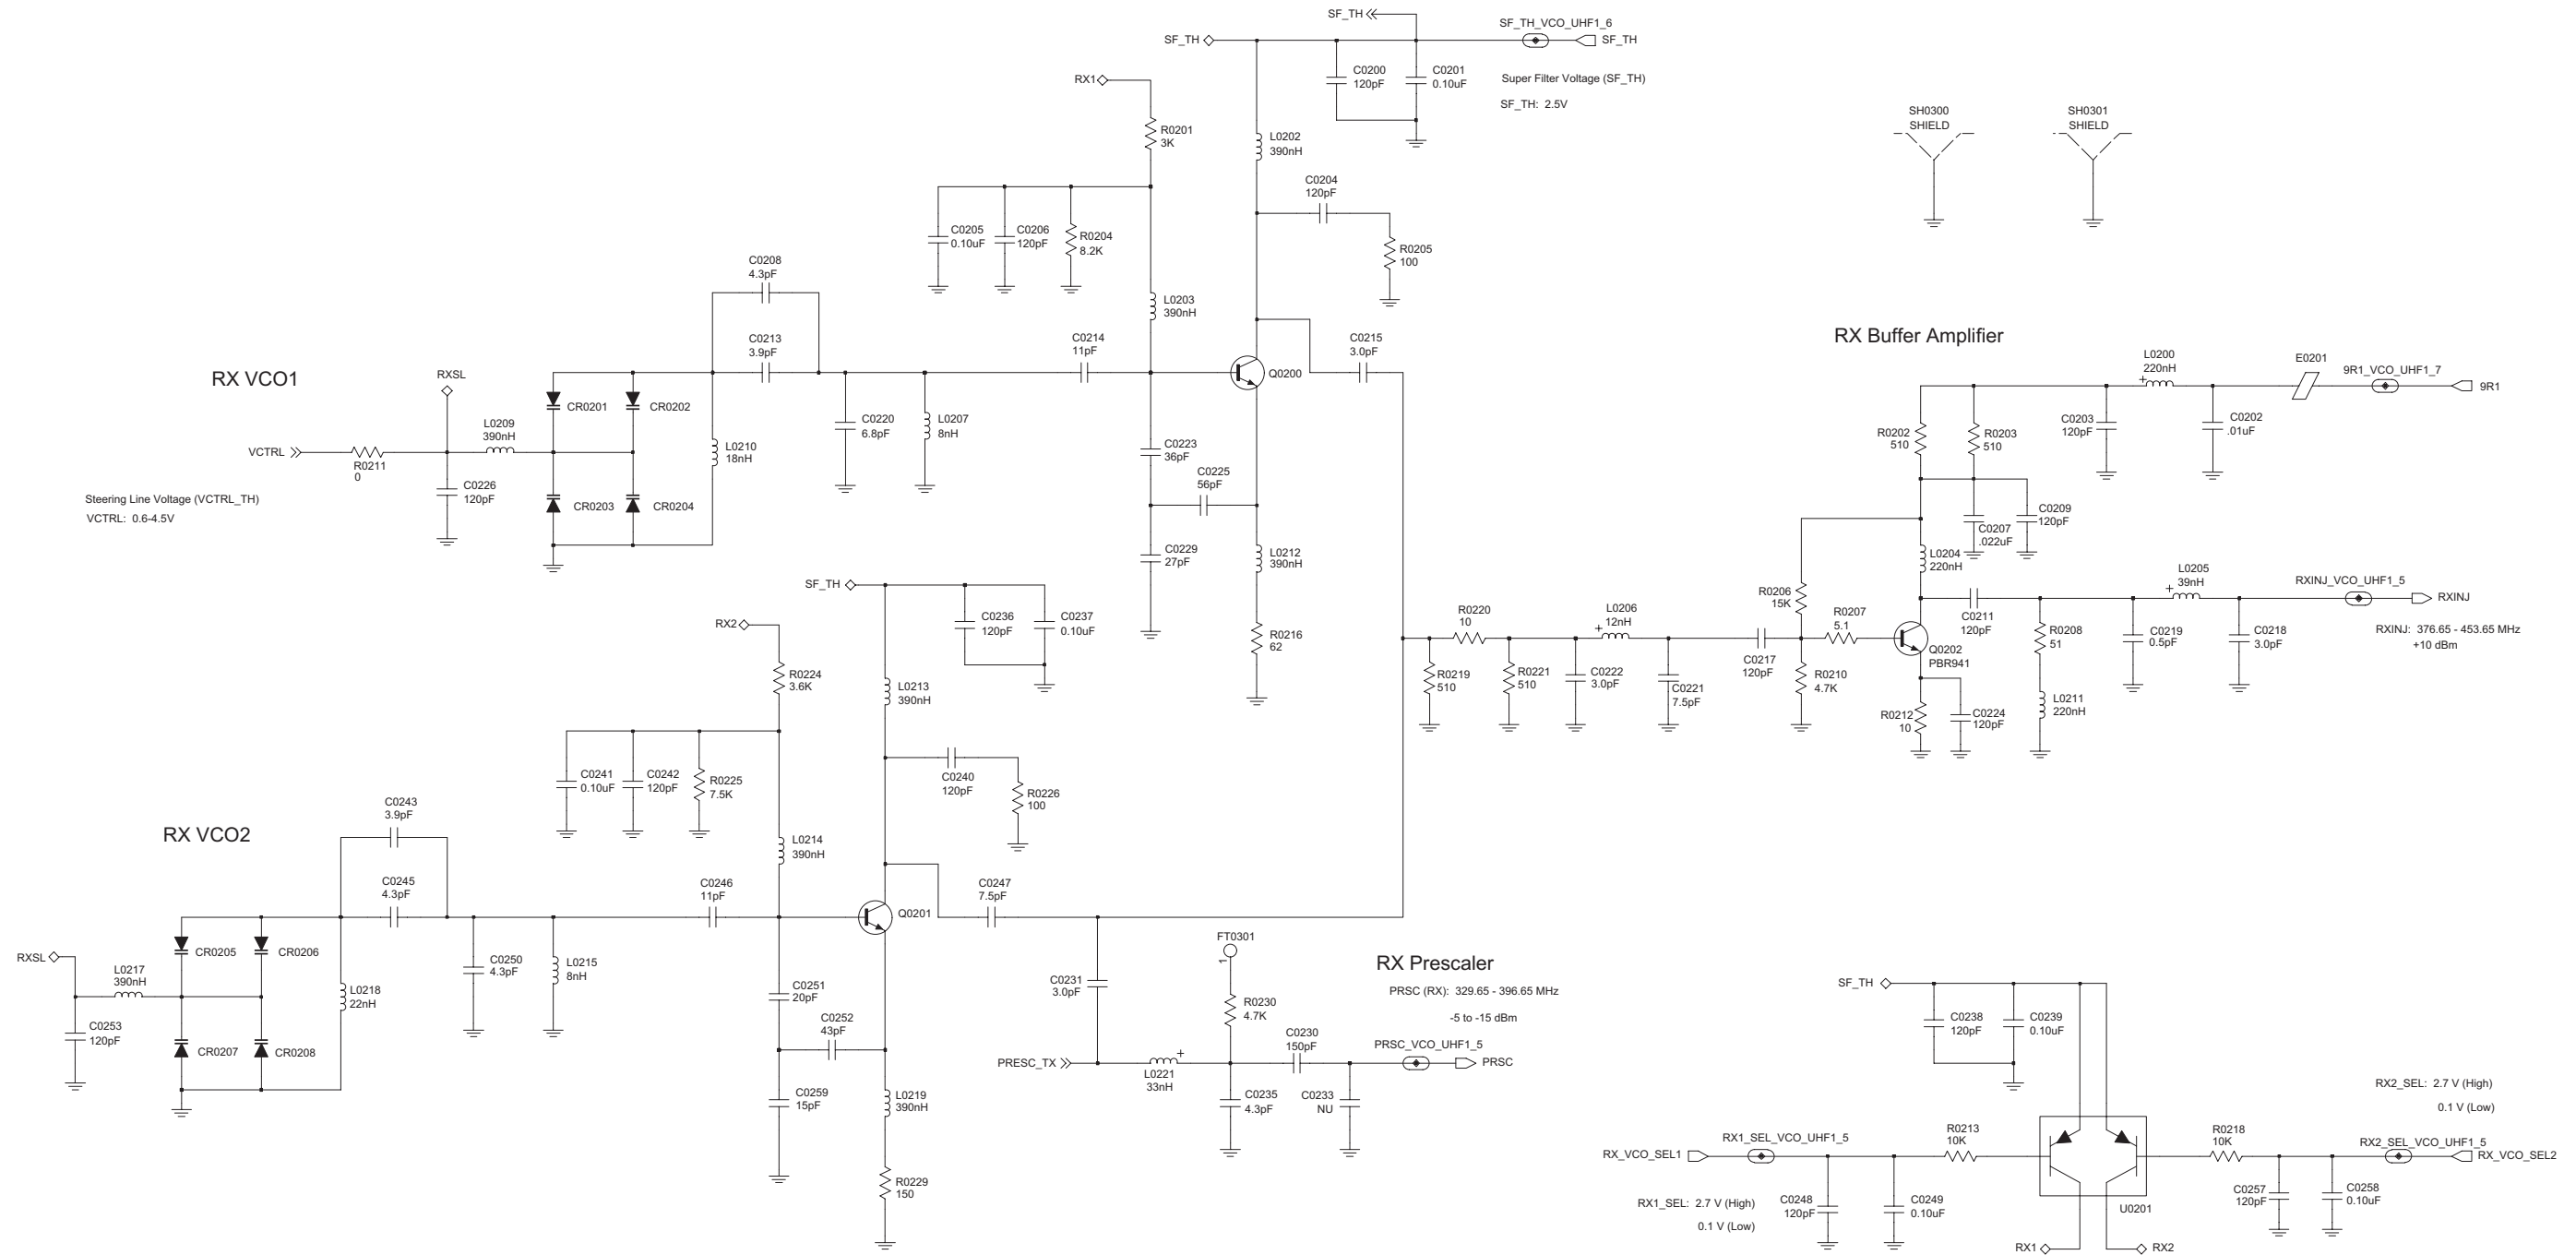 SF_TH
SF_TH_VCO_UHF1_6
SF_TH
SF_TH
C0200
120pF
C0201
0.10uF
Super Filter Voltage (SF_TH)
SF_TH: 2.5V
RX1
R0201
3K
L0202
390nH
SH0300
SHIELD
SH0301
SHIELD
C0204
120pF
C0205
0.10uF
C0206
120pF
R0204
8.2K
R0205
100
C0208
4.3pF
L0203
390nH
C0213
3.9pF
C0214
11pF
C0215
3.0pF
Q0200
RX VCO1
RXSL
CR0201
CR0202
L0209
390nH
VCTRL
R0211
0
C0226
120pF
Steering Line Voltage (VCTRL_TH)
VCTRL: 0.6-4.5V
CR0203
CR0204
L0210
18nH
C0220
6.8pF
L0207
8nH
C0223
36pF
C0225
56pF
C0229
27pF
L0212
390nH
R0216
62
RX Buffer Amplifier
L0200
220nH
+
E0201
9R1_VCO_UHF1_7
9R1
R0202
510
R0203
510
C0203
120pF
C0202
.01uF
C0207
.022uF
C0209
120pF
L0204
220nH
L0205
39nH
+
RXINJ_VCO_UHF1_5
RXINJ
RXINJ: 376.65 - 453.65 MHz
+10 dBm
R0206
15K
R0207
5.1
C0211
120pF
R0208
51
C0219
0.5pF
C0218
3.0pF
Q0202
PBR941
R0220
10
L0206
12nH
+
R0219
510
R0221
510
C0222
3.0pF
C0221
7.5pF
C0217
120pF
R0210
4.7K
R0212
10
C0224
120pF
L0211
220nH
SF_TH
C0236
120pF
C0237
0.10uF
RX2
R0224
3.6K
L0213
390nH
C0241
0.10uF
C0242
120pF
R0225
7.5K
C0240
120pF
R0226
100
RX VCO2
C0243
3.9pF
L0214
390nH
C0245
4.3pF
C0246
11pF
C0247
7.5pF
Q0201
RXSL
CR0205
CR0206
L0217
390nH
C0253
120pF
CR0207
CR0208
L0218
22nH
C0250
4.3pF
L0215
8nH
C0251
20pF
C0252
43pF
C0259
15pF
L0219
390nH
R0229
150
C0231
3.0pF
FT0301
1
RX Prescaler
PRSC (RX): 329.65 - 396.65 MHz
-5 to -15 dBm
R0230
4.7K
C0230
150pF
PRSC_VCO_UHF1_5
PRSC
PRESC_TX
L0221
33nH
+
C0235
4.3pF
C0233
NU
SF_TH
C0238
120pF
C0239
0.10uF
RX2_SEL: 2.7 V (High)
0.1 V (Low)
RX_VCO_SEL1
RX1_SEL_VCO_UHF1_5
R0213
10K
R0218
10K
RX2_SEL_VCO_UHF1_5
RX_VCO_SEL2
RX1_SEL: 2.7 V (High)
0.1 V (Low)
C0248
120pF
C0249
0.10uF
U0201
C0257
120pF
C0258
0.10uF
RX1
RX2